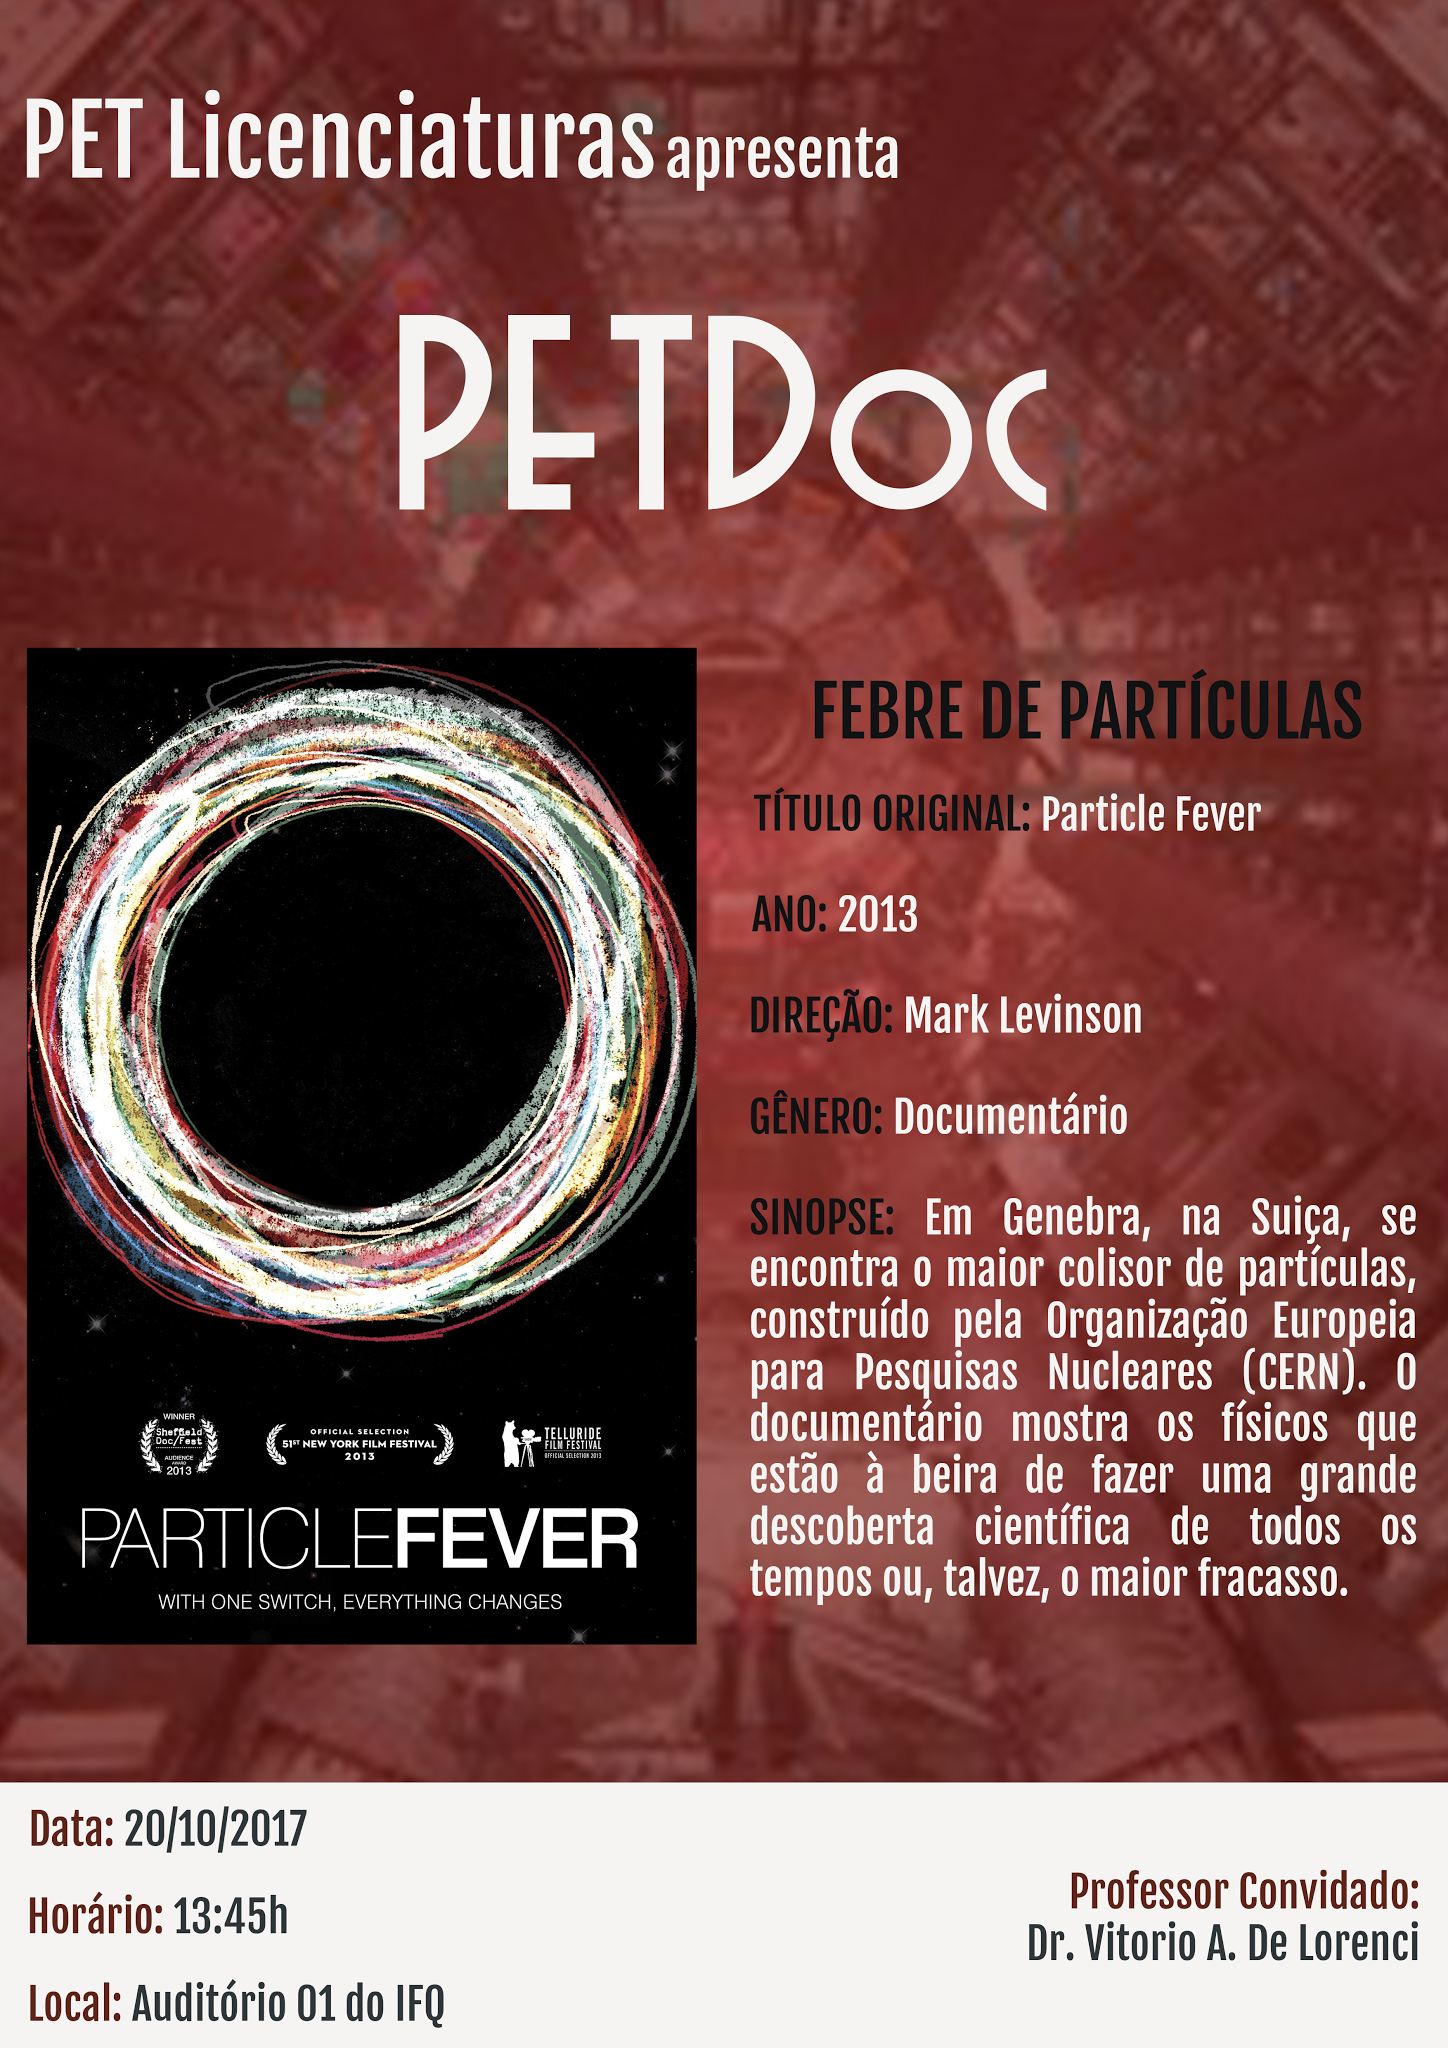 PET Licenciaturas apresenta
PETDoc
FEBRE DE PARTÍCULAS
TÍTULO ORIGINAL: Particle Fever
ANO: 2013
DIREÇÃO: Mark Levinson
GÊNERO: Documentário
SINOPSE: Em Genebra, na Suiça, se
encontra o maior colisor de partículas,
construído pela Organização Europeia
para Pesquisas Nucleares (CERN). O
documentário mostra os físicos que
estão à beira de fazer uma grande
descoberta científica de todos os
tempos ou, talvez, o maior fracasso.
WINNER
Sheffield
Doc/Fest
AUDIENCE
AWARD
2013
OFFICIAL SELECTION
51ST NEW YORK FILM FESTIVAL
2013
TELLURIDE
FILM FESTIVAL
OFFICIAL SELECTION 2013
PARTICLEFEVER
WITH ONE SWITCH, EVERYTHING CHANGES
Data: 20/10/2017
Horário: 13:45h
Local: Auditório 01 do IFQ
Professor Convidado:
Dr. Vitorio A. De Lorenci